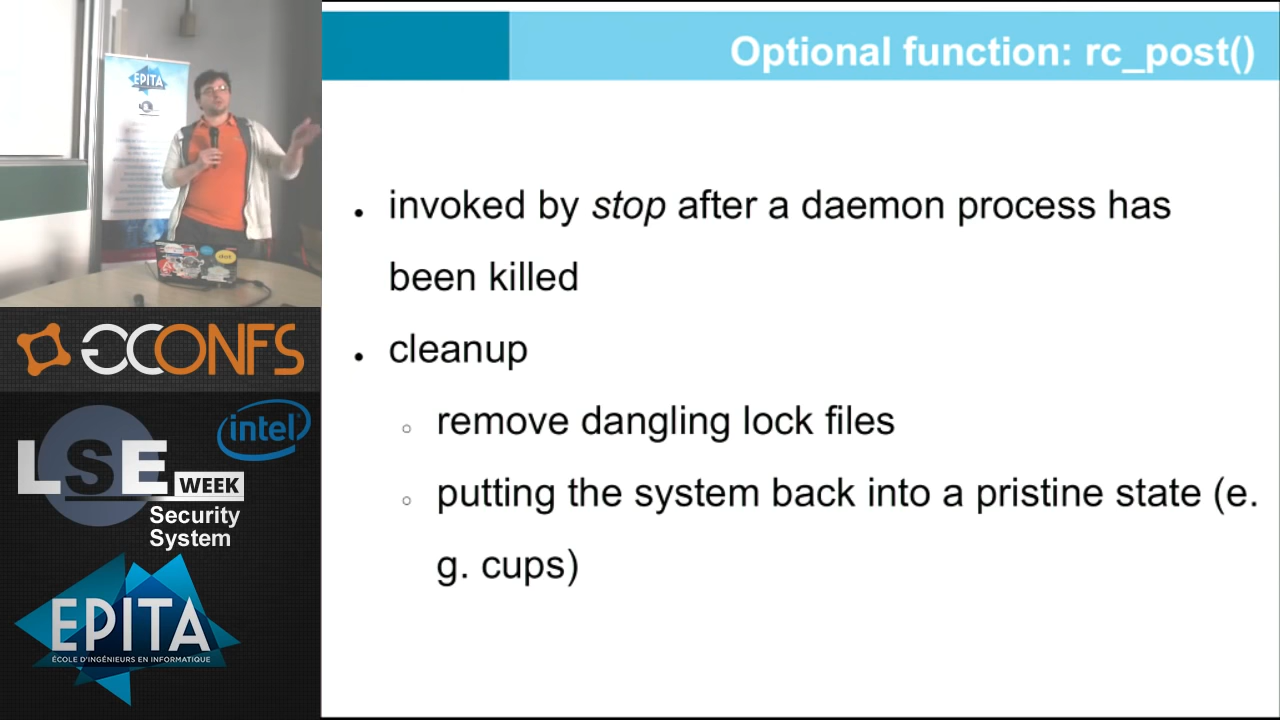 Optional function: rc_post()
invoked by stop after a daemon process has
been killed
cleanup
remove dangling lock files
putting the system back into a pristine state (e.
g. cups)
EPITA
CONFS
intel
LSE
WEEK
Security
System
EPITA
ÉCOLE D'INGÉNIEURS EN INFORMATIQUE